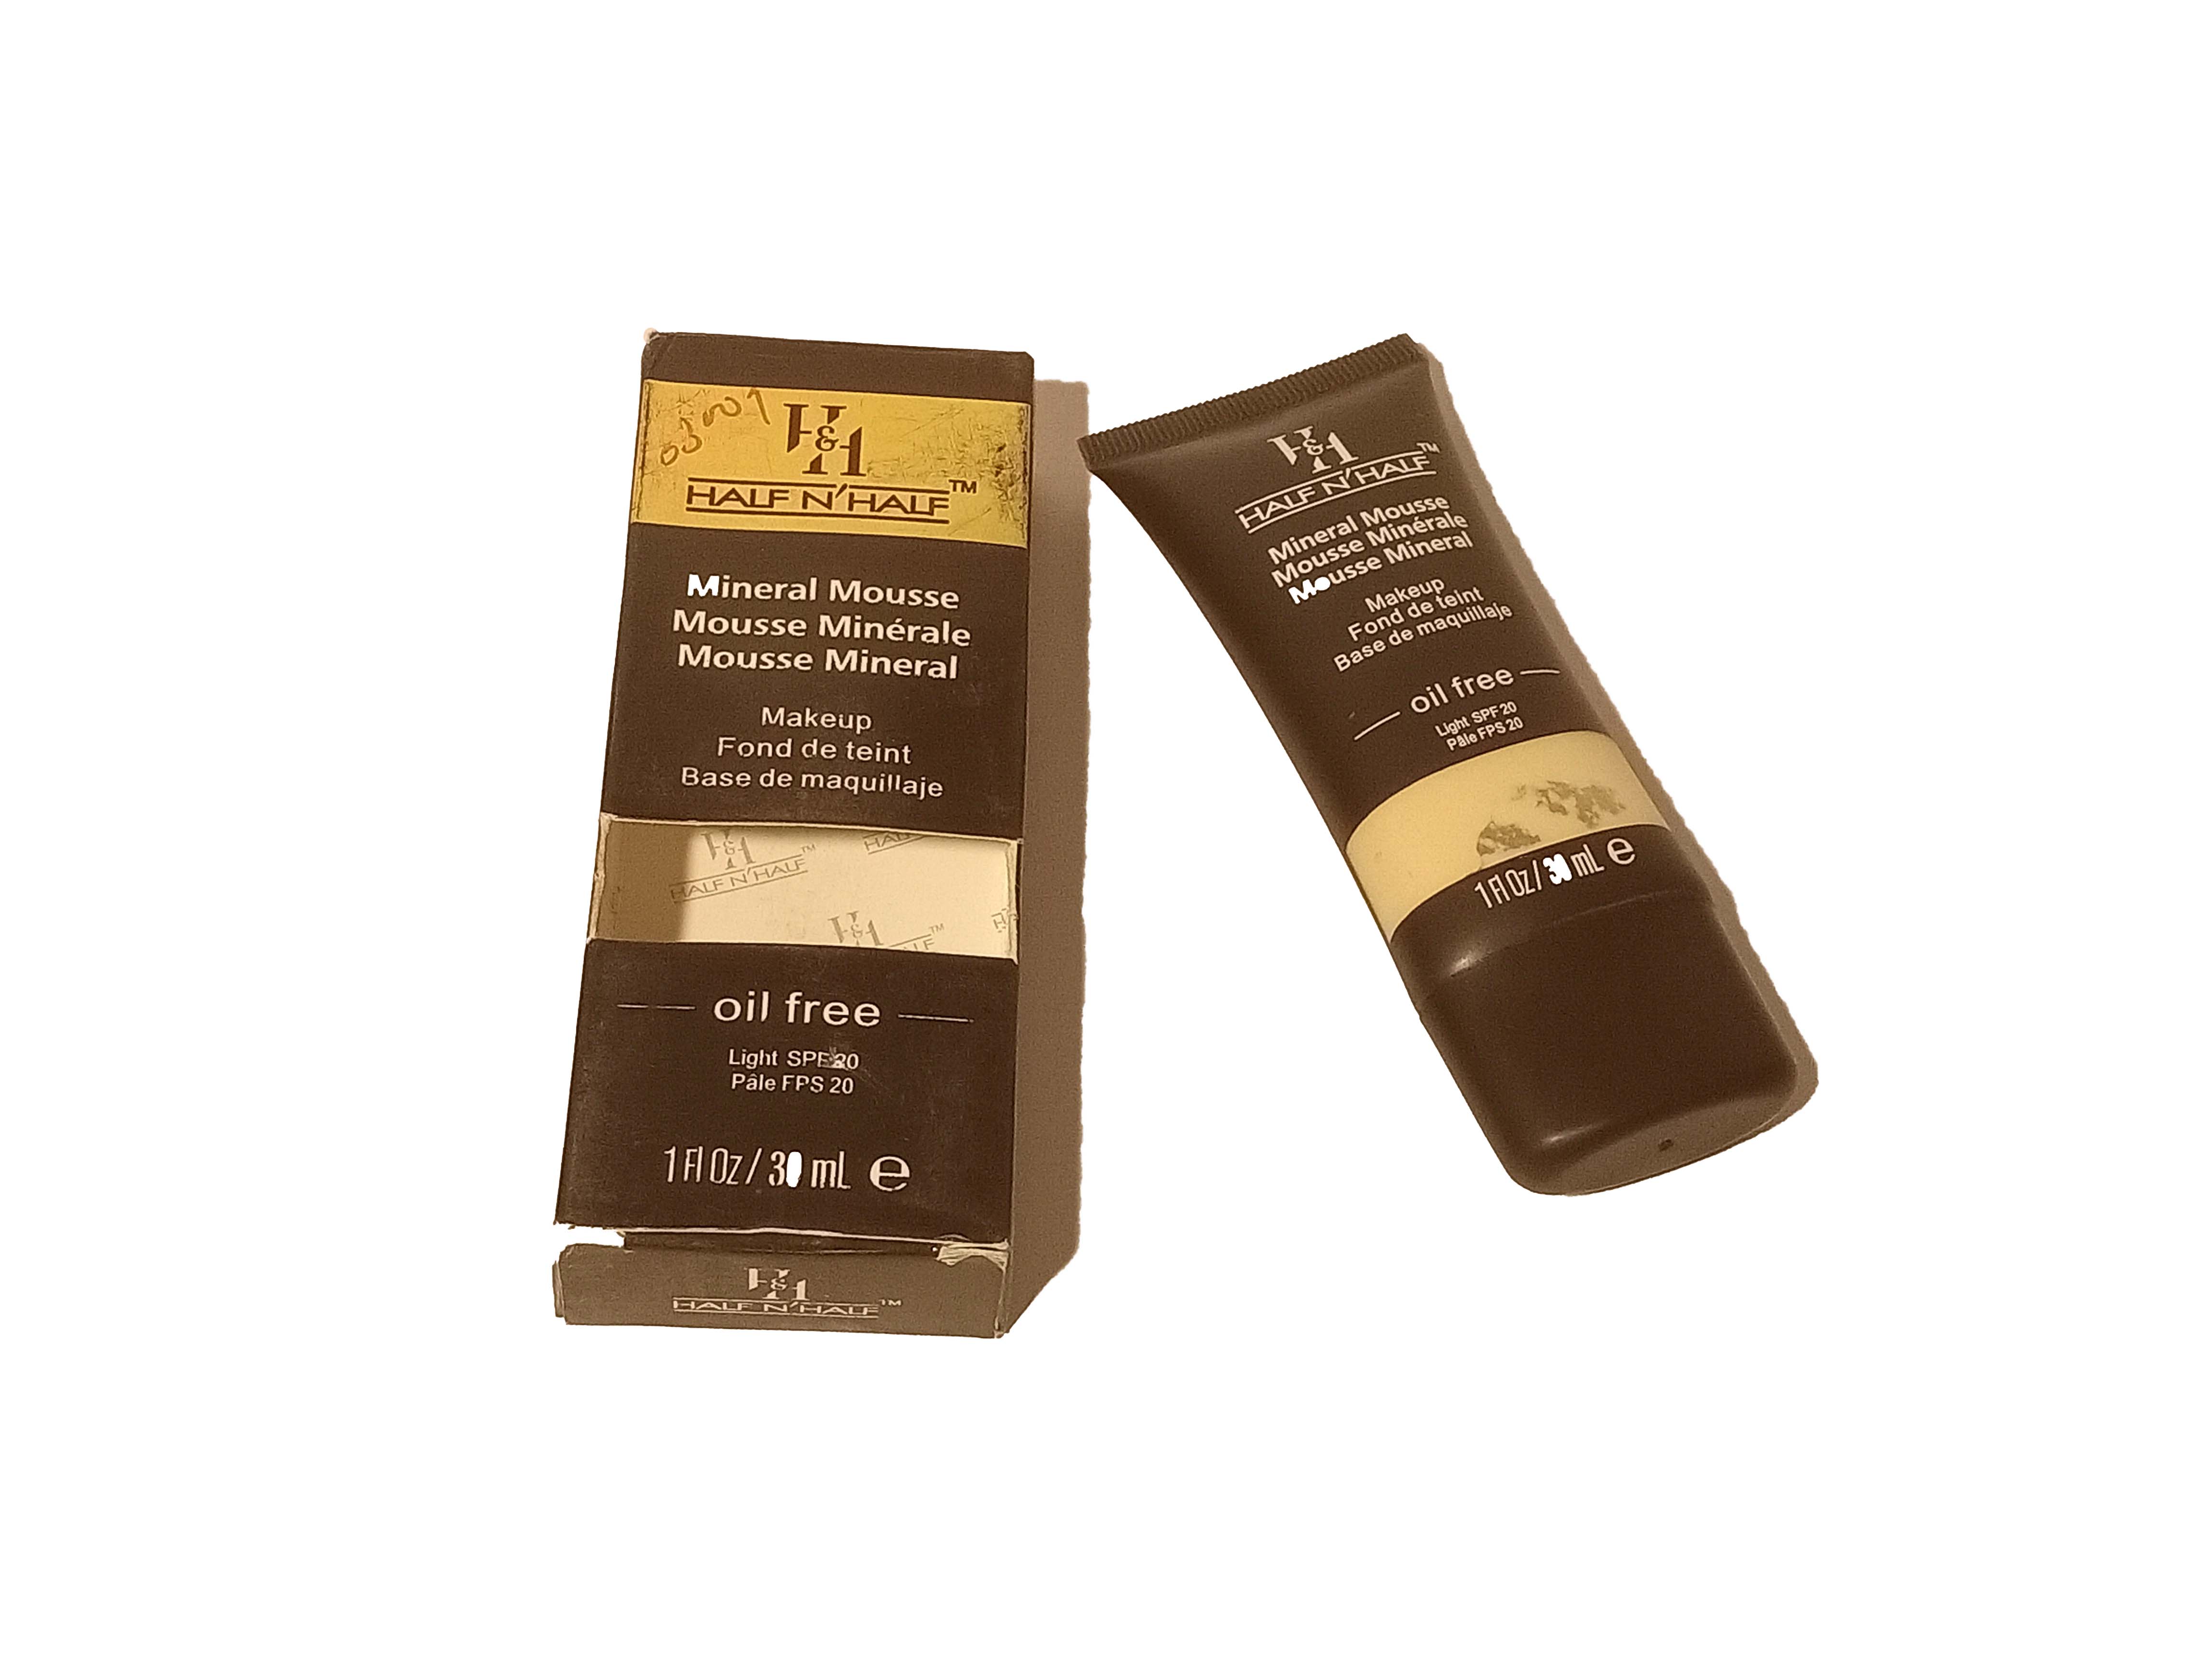 H&H
HALF N'HALF™
Mineral Mousse
Mousse Minérale
Mousse Mineral
Makeup
Fond de teint
Base de maquillaje
H&H
HALF N'HALF™
HAL
H&H
™
LF
oil free
Light SPF 20
Pâle FPS 20
1 Fl Oz / 30 mL ℮
H&H
HALF N'HALF™
H&H
HALF N'HALF™
Mineral Mousse
Mousse Minérale
Mousse Mineral
Makeup
Fond de teint
Base de maquillaje
oil free
Light SPF 20
Pâle FPS 20
1 Fl Oz / 30 mL ℮